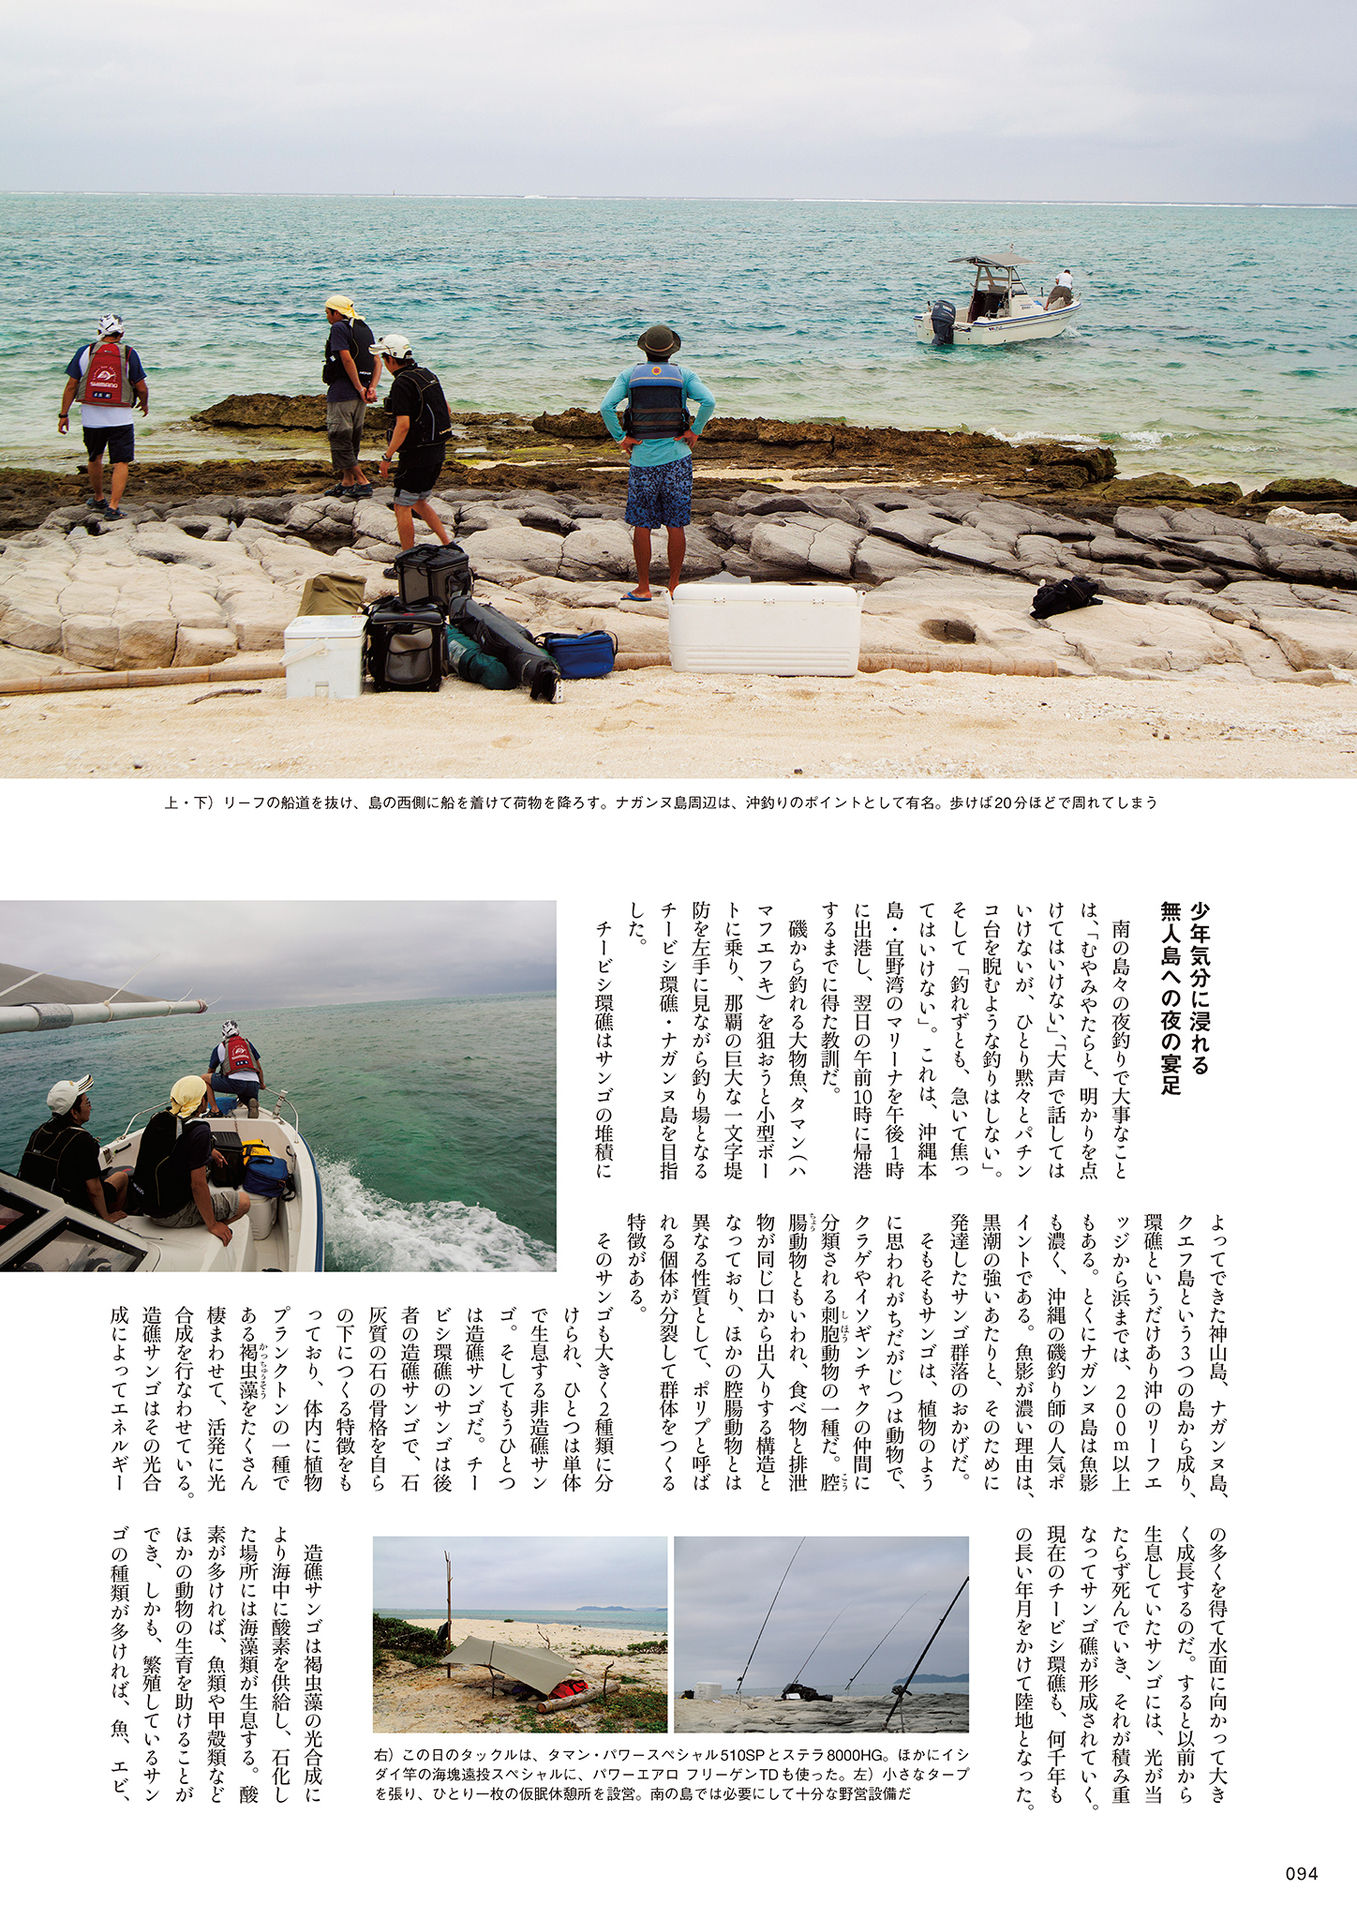 SHIMANO
上・下）リーフの船道を抜け、島の西側に船を着けて荷物を降ろす。ナガンヌ島周辺は、沖釣りのポイントとして有名。歩けば20分ほどで周れてしまう
少年気分に浸れる
無人島への夜の宴足
南の島々の夜釣りで大事なこと
は、「むやみやたらと、明かりを点
けてはいけない」、「大声で話しては
いけないが、ひとり黙々とパチン
コ台を睨むような釣りはしない」。
そして「釣れずとも、急いて焦っ
てはいけない」。これは、沖縄本
島・宜野湾のマリーナを午後1時
に出港し、翌日の午前10時に帰港
するまでに得た教訓だ。
磯から釣れる大物魚、タマン（ハ
マフエフキ）を狙おうと小型ボー
トに乗り、那覇の巨大な一文字堤
防を左手に見ながら釣り場となる
チービシ環礁・ナガンヌ島を目指
した。
チービシ環礁はサンゴの堆積に
よってできた神山島、ナガンヌ島、
クエフ島という3つの島から成り、
環礁というだけあり沖のリーフエ
ッジから浜までは、200m以上
もある。とくにナガンヌ島は魚影
も濃く、沖縄の磯釣り師の人気ポ
イントである。魚影が濃い理由は、
黒潮の強いあたりと、そのために
発達したサンゴ群落のおかげだ。
そもそもサンゴは、植物のよう
に思われがちだがじつは動物で、
クラゲやイソギンチャクの仲間に
分類される刺胞動物の一種だ。腔
腸動物ともいわれ、食べ物と排泄
物が同じ口から出入りする構造と
なっており、ほかの腔腸動物とは
異なる性質として、ポリプと呼ば
れる個体が分裂して群体をつくる
特徴がある。
そのサンゴも大きく2種類に分
けられ、ひとつは単体
で生息する非造礁サン
ゴ。そしてもうひとつ
は造礁サンゴだ。チー
ビシ環礁のサンゴは後
者の造礁サンゴで、石
灰質の石の骨格を自ら
の下につくる特徴をも
っており、体内に植物
プランクトンの一種で
ある褐虫藻をたくさん
棲まわせて、活発に光
合成を行なわせている。
造礁サンゴはその光合
成によってエネルギー
の多くを得て水面に向かって大き
く成長するのだ。すると以前から
生息していたサンゴには、光が当
たらず死んでいき、それが積み重
なってサンゴ礁が形成されていく。
現在のチービシ環礁も、何千年も
の長い年月をかけて陸地となった。
右）この日のタックルは、タマン・パワースペシャル510SPとステラ8000HG。ほかにイシ
ダイ竿の海塊遠投スペシャルに、パワーエアロ フリーゲンTDも使った。左）小さなタープ
を張り、ひとり一枚の仮眠休憩所を設営。南の島では必要にして十分な野営設備だ
造礁サンゴは褐虫藻の光合成に
より海中に酸素を供給し、石化し
た場所には海藻類が生息する。酸
素が多ければ、魚類や甲殻類など
ほかの動物の生育を助けることが
でき、しかも、繁殖しているサン
ゴの種類が多ければ、魚、エビ、
094